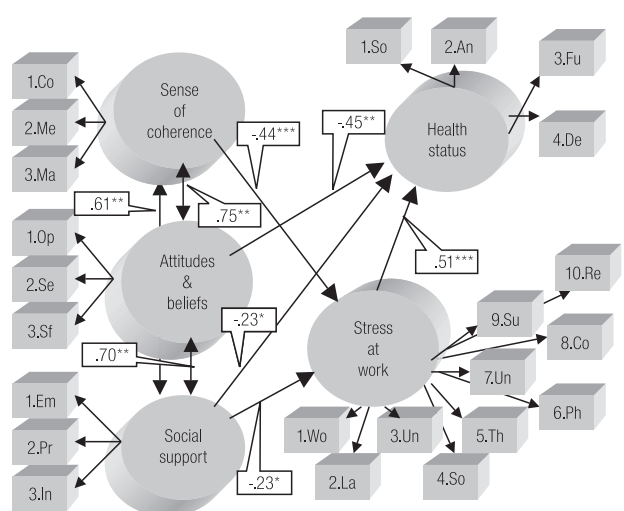 1.So
2.An
3.Fu
4.De
Health
status
1.Co
2.Me
3.Ma
Sense
of
coherence
-.44***
-.45**
.61**
.75**
1.Op
2.Se
3.Sf
Attitudes
&
beliefs
.51***
-.23*
.70**
1.Em
2.Pr
3.In
Social
support
-.23*
Stress
at
work
10.Re
9.Su
8.Co
7.Un
6.Ph
5.Th
4.So
3.Un
2.La
1.Wo